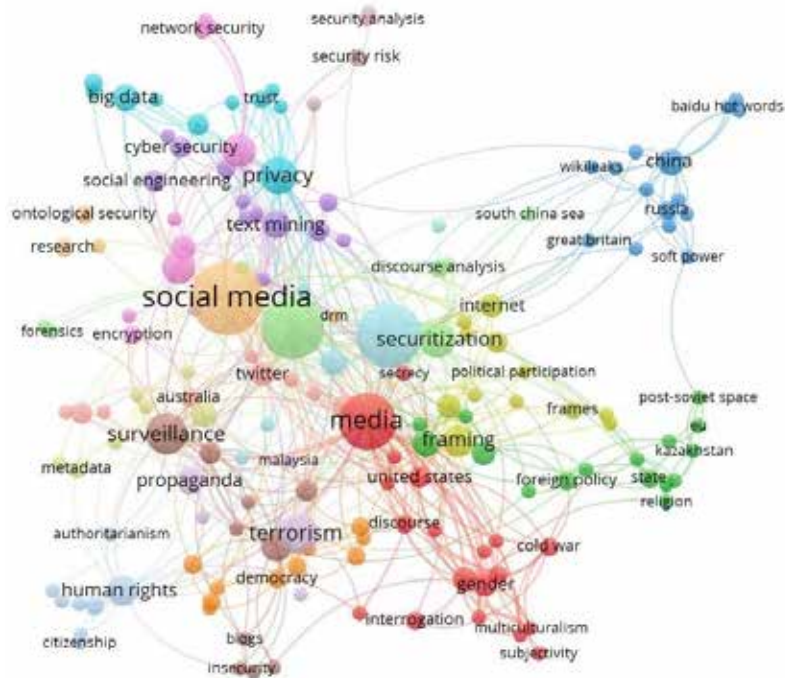 network security
security analysis
security risk
big data
trust
baidu hot words
cyber security
wikileaks
china
social engineering
privacy
ontological security
text mining
south china sea
russia
research
great britain
soft power
discourse analysis
social media
internet
forensics
encryption
drm
securitization
twitter
secrecy
political participation
australia
post-soviet space
media
frames
eu
surveillance
framing
kazakhstan
metadata
malaysia
united states
foreign policy
state
propaganda
religion
discourse
authoritarianism
terrorism
cold war
democracy
human rights
gender
interrogation
multiculturalism
citizenship
blogs
subjectivity
insecurity